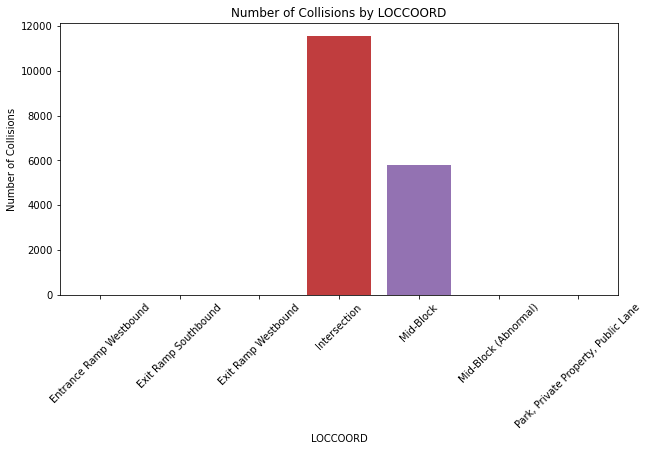 Number of Collisions by LOCCOORD
12000
10000
8000
6000
4000
2000
0
Number of Collisions
Entrance Ramp Westbound
Exit Ramp Southbound
Exit Ramp Westbound
Intersection
Mid-Block
Mid-Block (Abnormal)
Park, Private Property, Public Lane
LOCCOORD